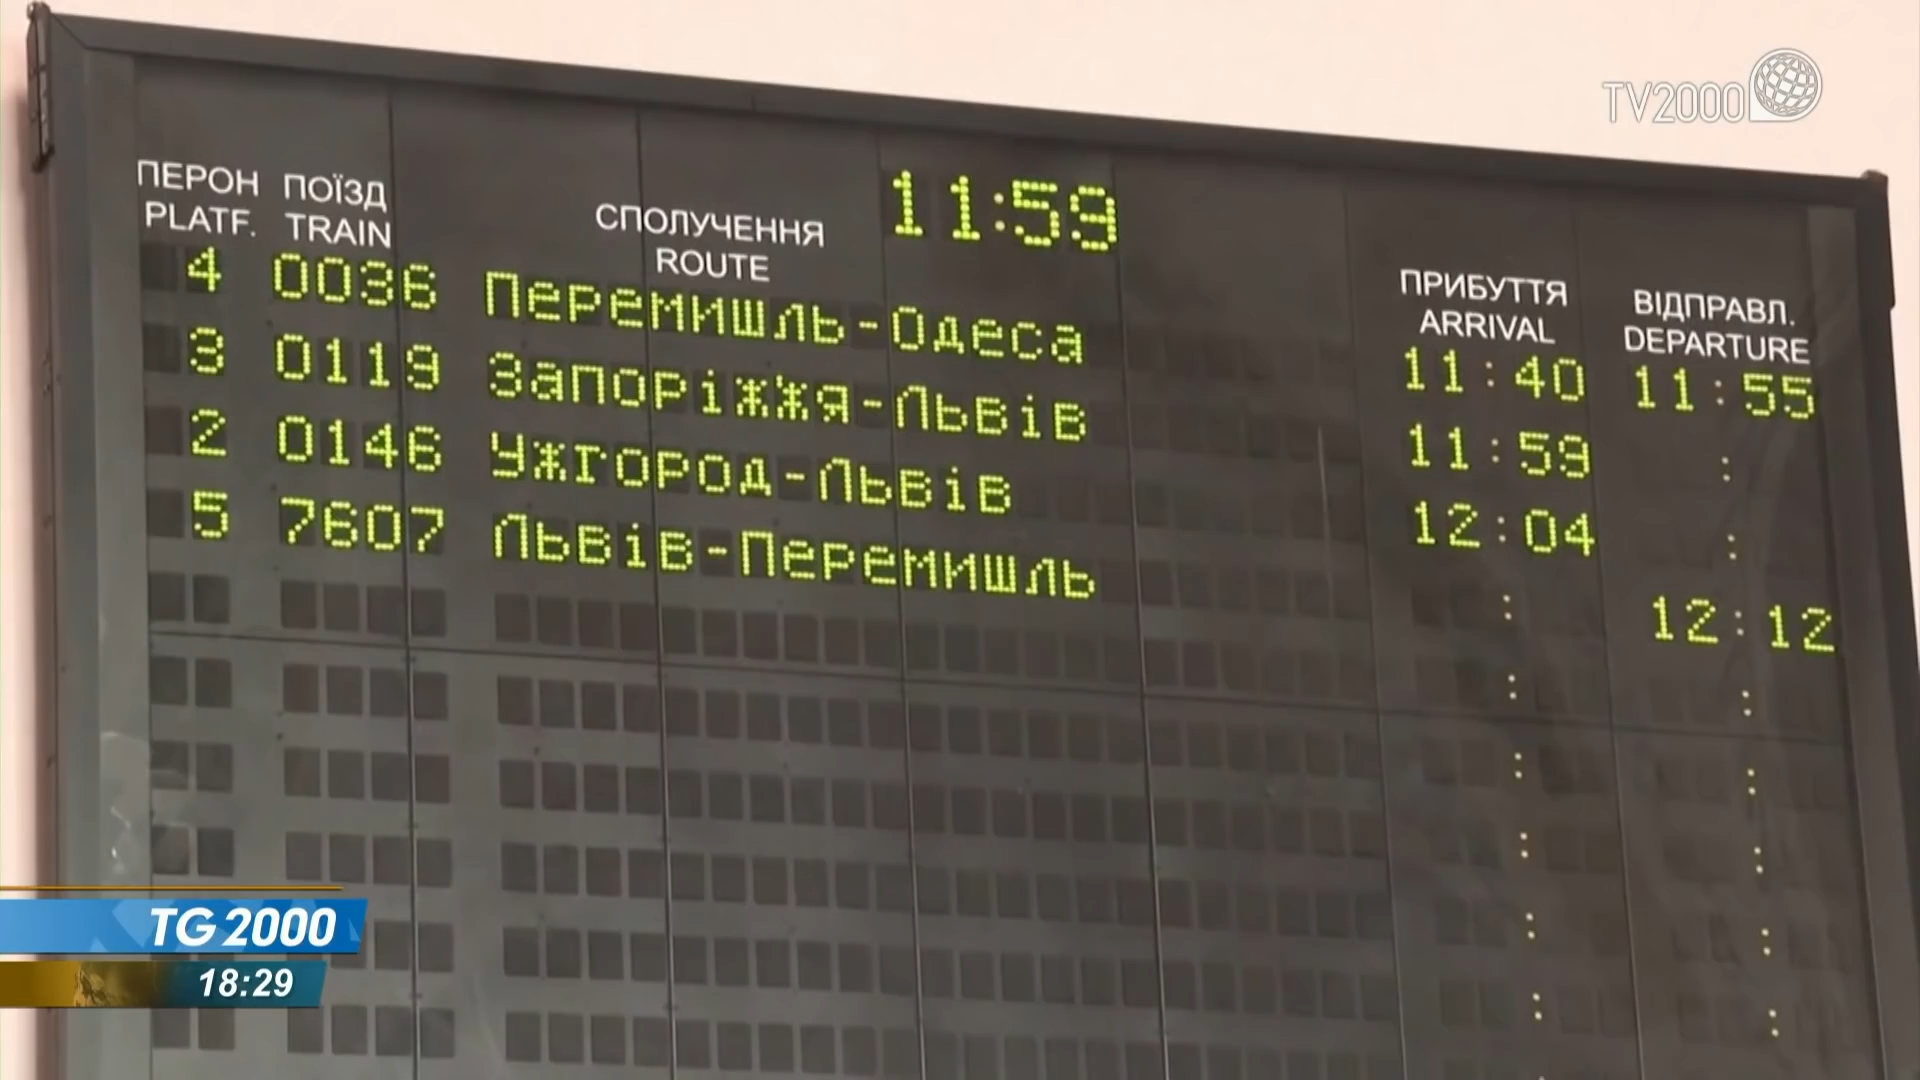 TV2000
11:59
ПЕРОН ПОЇЗД СПОЛУЧЕННЯ ПРИБУТТЯ ВІДПРАВЛ.
PLATF. TRAIN ROUTE ARRIVAL DEPARTURE
4 0036 Перемишль-Одеса 11:40 11:55
3 0119 Запоріжжя-Львів 11:59 :
2 0146 Ужгород-Львів 12:04 :
5 7607 Львів-Перемишль : 12:12
TG 2000
18:29